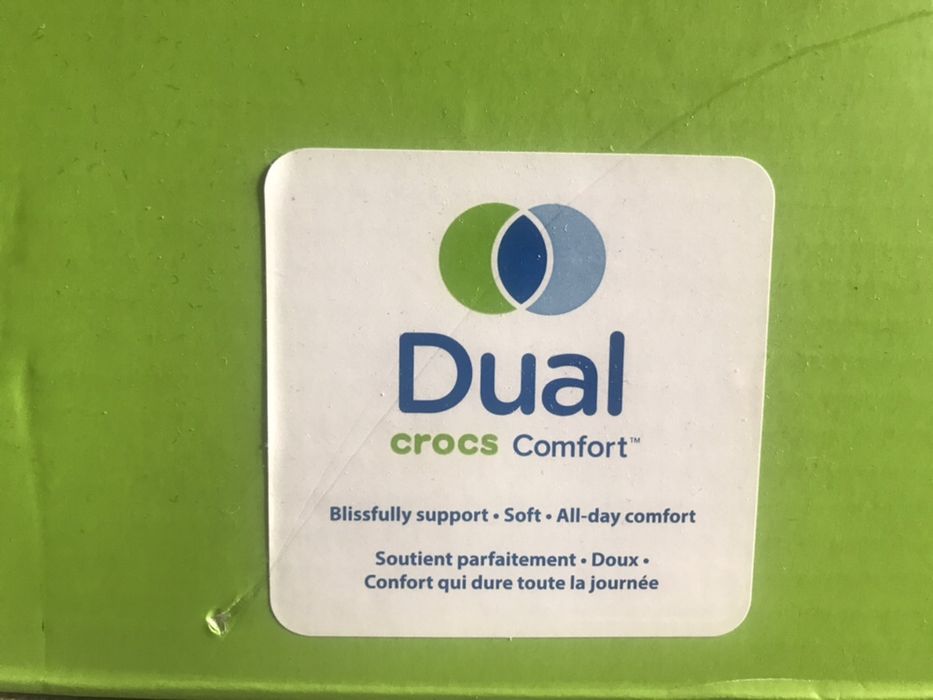 Dual
crocs Comfort™
Blissfully support • Soft • All-day comfort
Soutient parfaitement • Doux •
Confort qui dure toute la journée